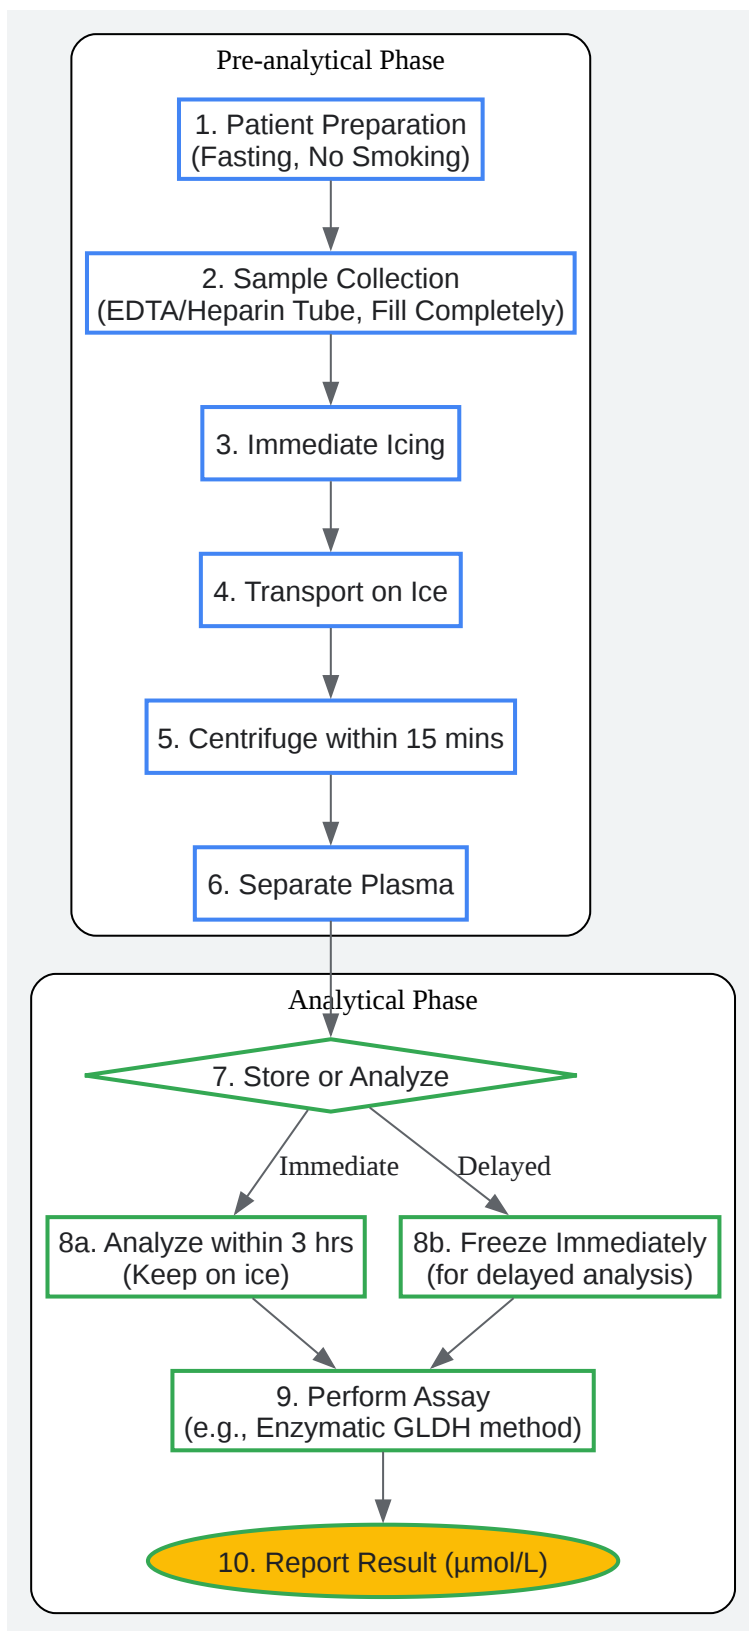 Pre-analytical Phase
1. Patient Preparation
(Fasting, No Smoking)
2. Sample Collection
(EDTA/Heparin Tube, Fill Completely)
3. Immediate Icing
4. Transport on Ice
5. Centrifuge within 15 mins
6. Separate Plasma
Analytical Phase
7. Store or Analyze
Immediate
Delayed
8a. Analyze within 3 hrs
(Keep on ice)
8b. Freeze Immediately
(for delayed analysis)
9. Perform Assay
(e.g., Enzymatic GLDH method)
10. Report Result (µmol/L)